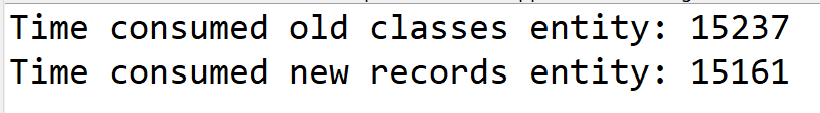 Time consumed old classes entity: 15237
Time consumed new records entity: 15161